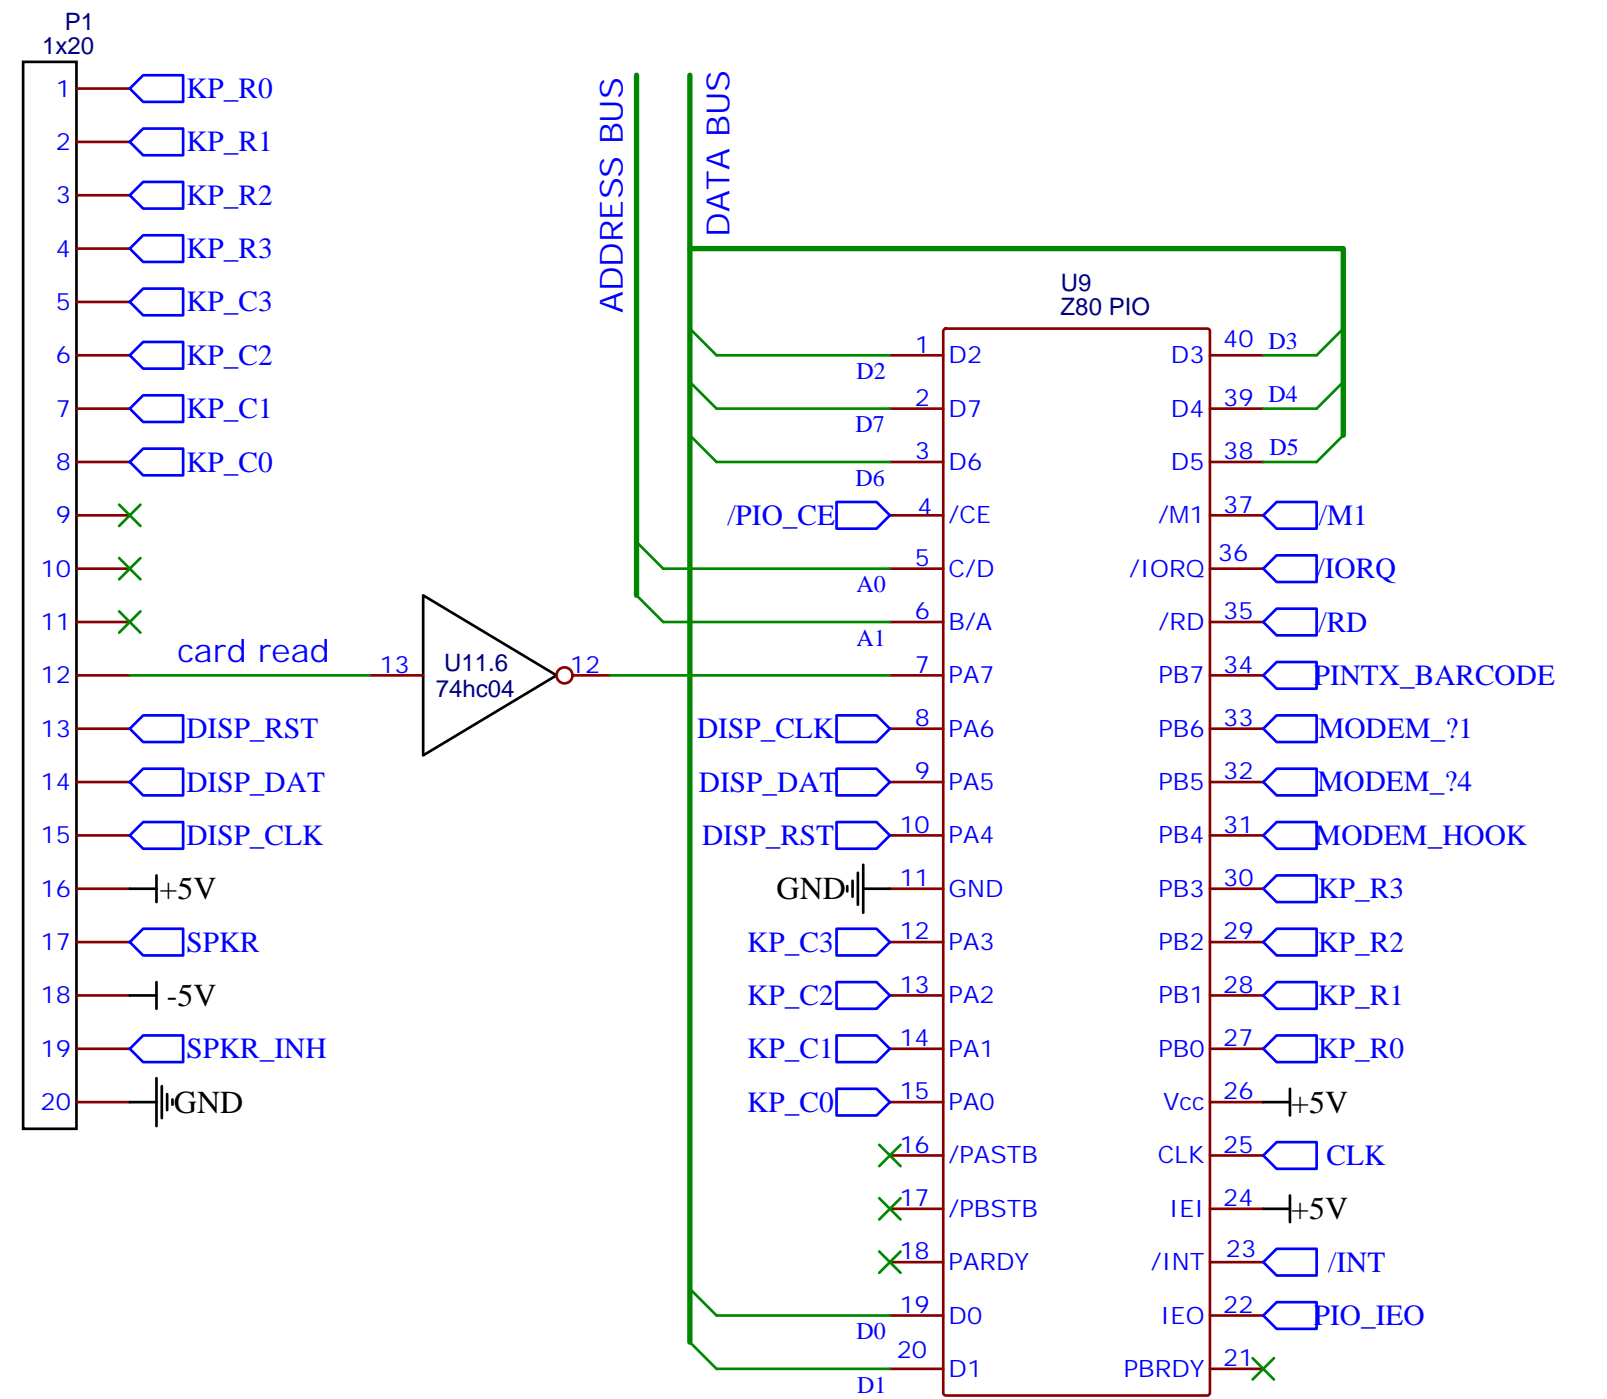 P1
1x20
1 KP_R0
2 KP_R1
3 KP_R2
4 KP_R3
5 KP_C3
6 KP_C2
7 KP_C1
8 KP_C0
9
10
11
12 card read
13 DISP_RST
14 DISP_DAT
15 DISP_CLK
16 +5V
17 SPKR
18 -5V
19 SPKR_INH
20 GND
13 U11.6 12
74hc04
ADDRESS BUS
DATA BUS
U9
Z80 PIO
D2 1 D2
D7 2 D7
D6 3 D6
/PIO_CE 4 /CE
A0 5 C/D
A1 6 B/A
7 PA7
DISP_CLK 8 PA6
DISP_DAT 9 PA5
DISP_RST 10 PA4
GND 11 GND
KP_C3 12 PA3
KP_C2 13 PA2
KP_C1 14 PA1
KP_C0 15 PA0
16 /PASTB
17 /PBSTB
18 PARDY
D0 19 D0
D1 20 D1
D3 40 D3
D4 39 D4
D5 38 D5
/M1 37 /M1
/IORQ 36 /IORQ
/RD 35 /RD
PB7 34 PINTX_BARCODE
PB6 33 MODEM_?1
PB5 32 MODEM_?4
PB4 31 MODEM_HOOK
PB3 30 KP_R3
PB2 29 KP_R2
PB1 28 KP_R1
PB0 27 KP_R0
Vcc 26 +5V
CLK 25 CLK
IEI 24 +5V
/INT 23 /INT
IEO 22 PIO_IEO
PBRDY 21